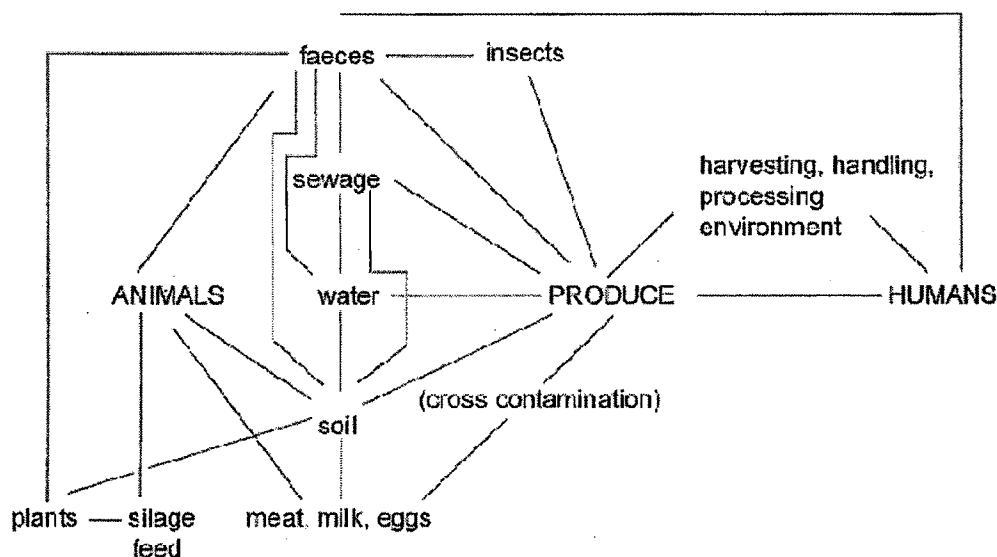 faeces
insects
sewage
harvesting, handling,
processing
environment
ANIMALS
water
PRODUCE
HUMANS
(cross contamination)
soil
plants
silage
feed
meat, milk, eggs